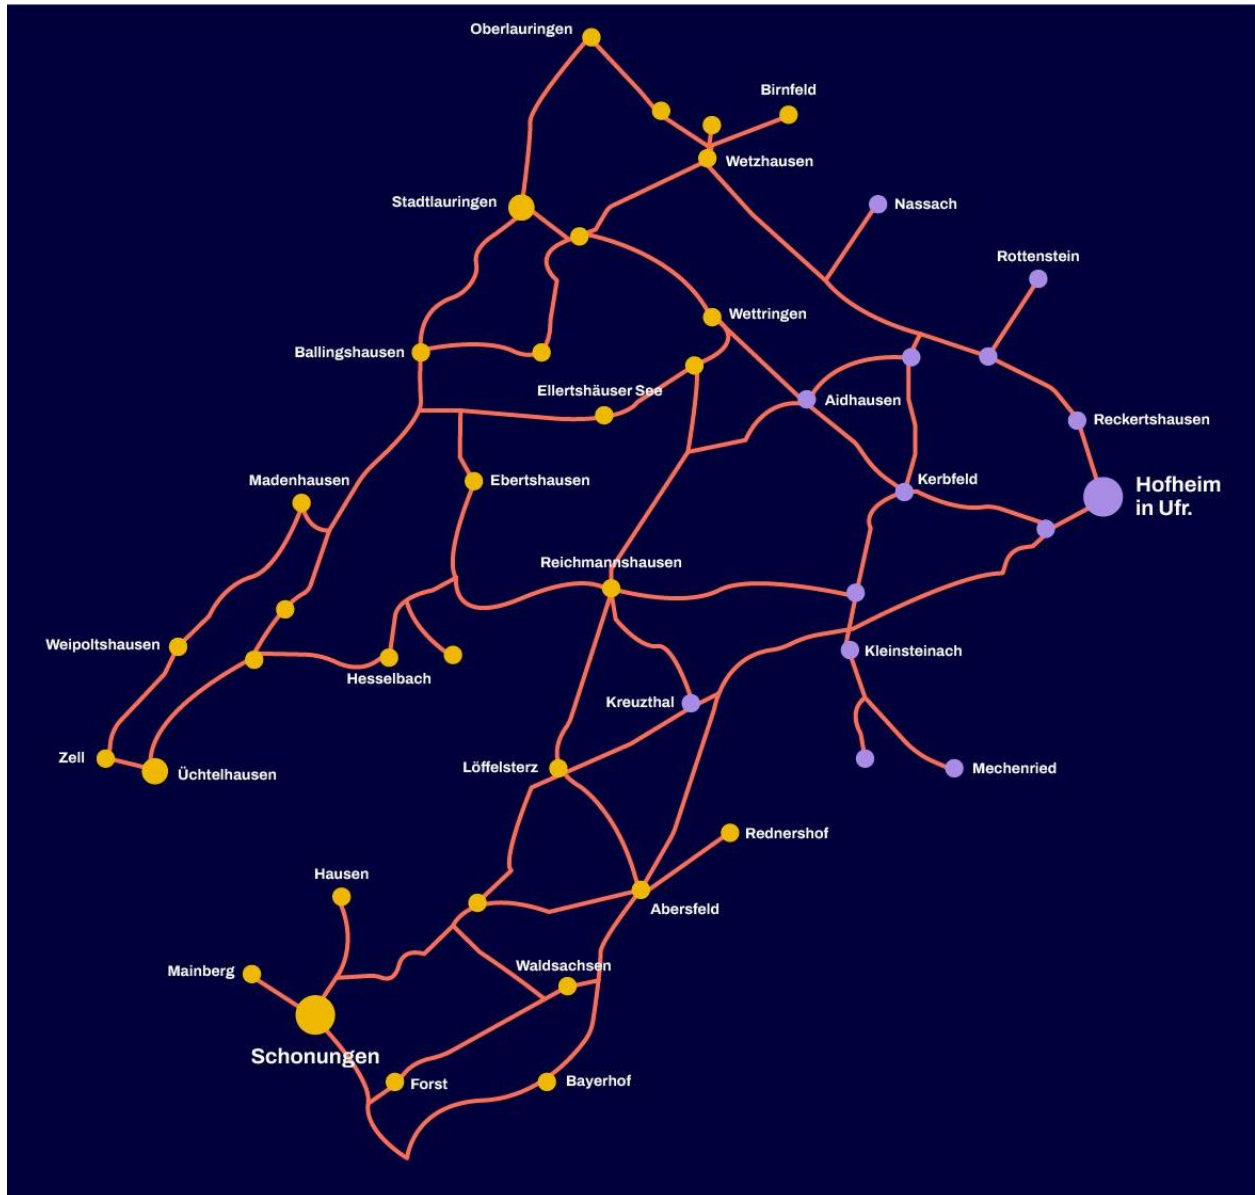 Oberlauringen
Birnfeld
Wetzhausen
Stadtlauringen
Nassach
Rottenstein
Wettringen
Ballingshausen
Ellertshäuser See
Aidhausen
Reckertshausen
Madenhausen
Ebertshausen
Kerbfeld
Hofheim
in Ufr.
Reichmannshausen
Weipoltshausen
Hesselbach
Kleinsteinach
Kreuzthal
Zell
Üchtelhausen
Löffelsterz
Mechenried
Rednershof
Hausen
Abersfeld
Mainberg
Waldsachsen
Schonungen
Forst
Bayerhof